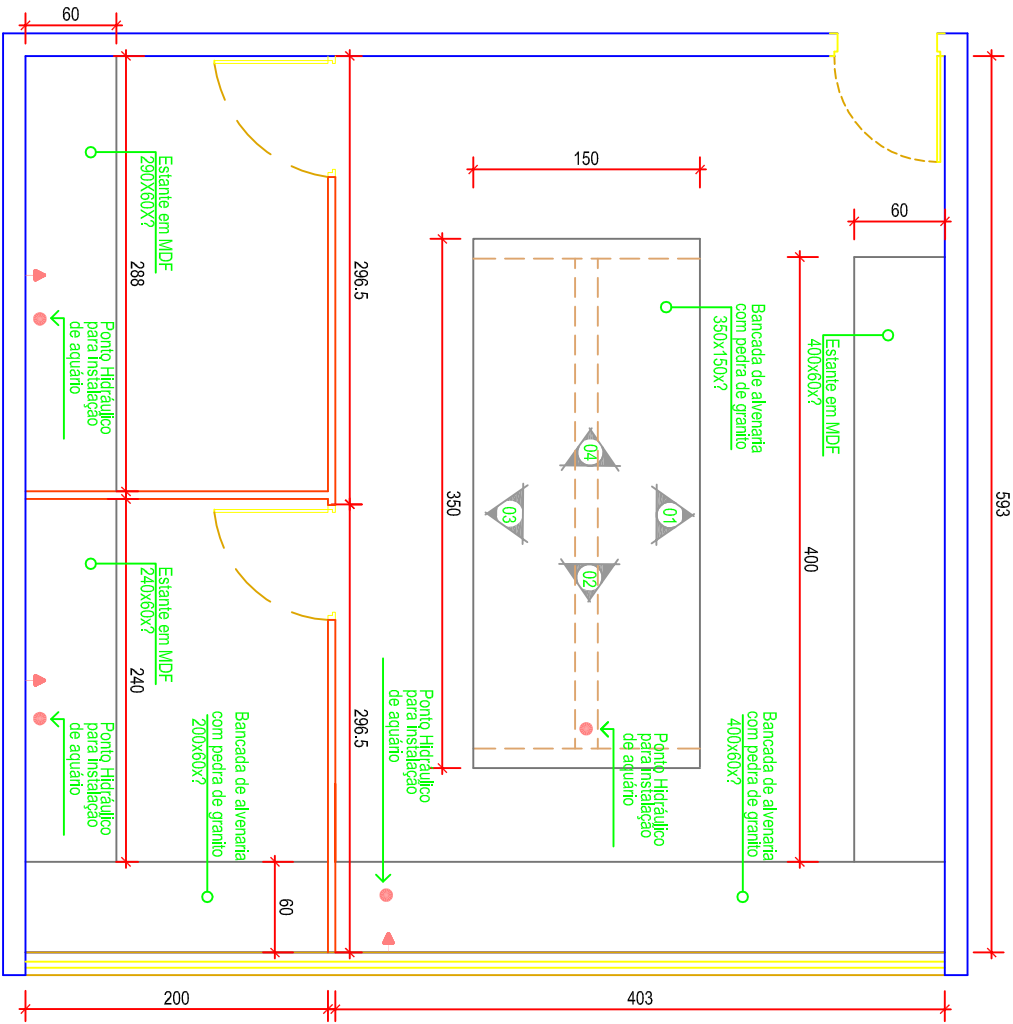 60
Estante em MDF
290X60X?
288
296.5
150
60
593
Ponto Hidráulico
para instalação
de aquário
Bancada de alvenaria
com pedra de granito
350x150x?
Estante em MDF
400x60x?
04
03
01
02
350
400
Estante em MDF
240x60x?
240
296.5
Ponto Hidráulico
para instalação
de aquário
Bancada de alvenaria
com pedra de granito
200x60x?
Ponto Hidráulico
para instalação
de aquário
Ponto Hidráulico
para instalação
de aquário
Bancada de alvenaria
com pedra de granito
400x60x?
60
200
403